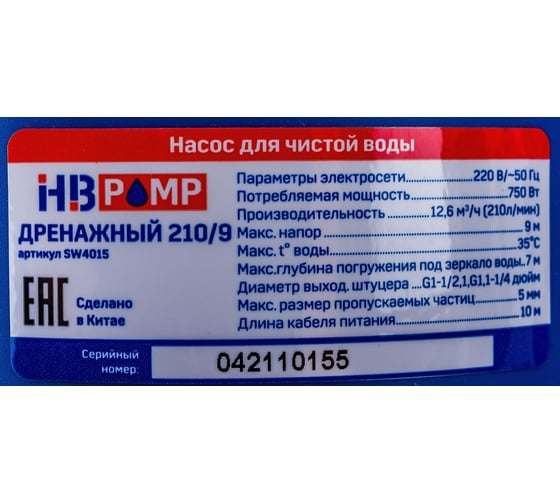 Насос для чистой воды
НВ POMP
ДРЕНАЖНЫЙ 210/9
артикул SW4015
EAC
Сделано
в Китае
Параметры электросети..............220 В/~50 Гц
Потребляемая мощность..............750 Вт
Производительность..............12,6 м³/ч (210л/мин)
Макс. напор..............9 м
Макс. t° воды..............35°С
Макс.глубина погружения под зеркало воды..7 м
Диаметр выход. штуцера ...G1-1/2,1,G1,1-1/4 дюйм
Макс. размер пропускаемых частиц..............5 мм
Длина кабеля питания..............10 м
Серийный
номер:
042110155